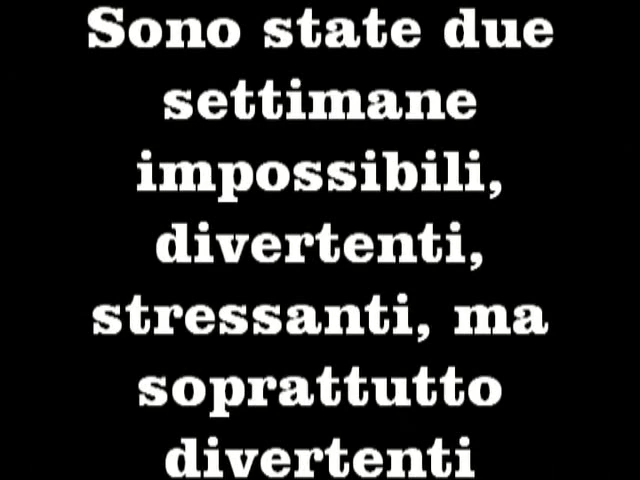 Sono state due
settimane
impossibili,
divertenti,
stressanti, ma
soprattutto
divertenti